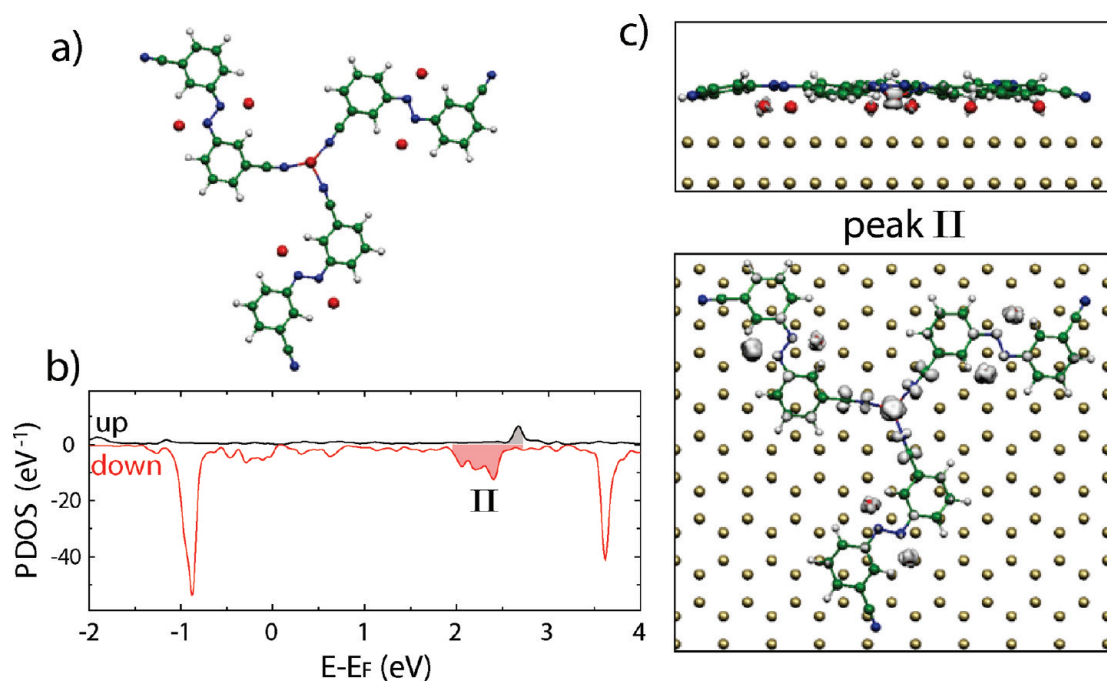 a)
c)
peak II
b)
up
down
II
0
-20
-40
PDOS (eV⁻¹)
-2 -1 0 1 2 3 4
E-EF (eV)